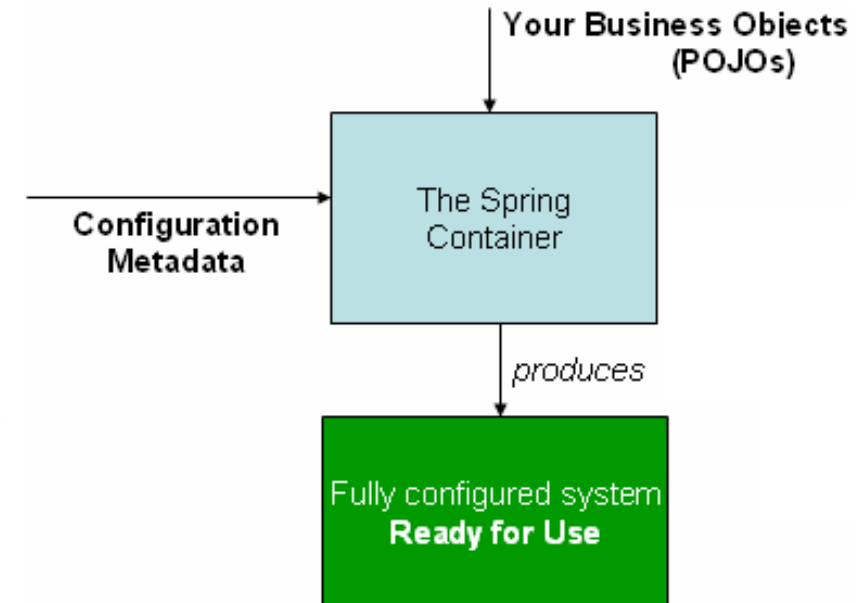 Your Business Objects
(POJOs)
The Spring
Container
Configuration
Metadata
produces
Fully configured system
Ready for Use